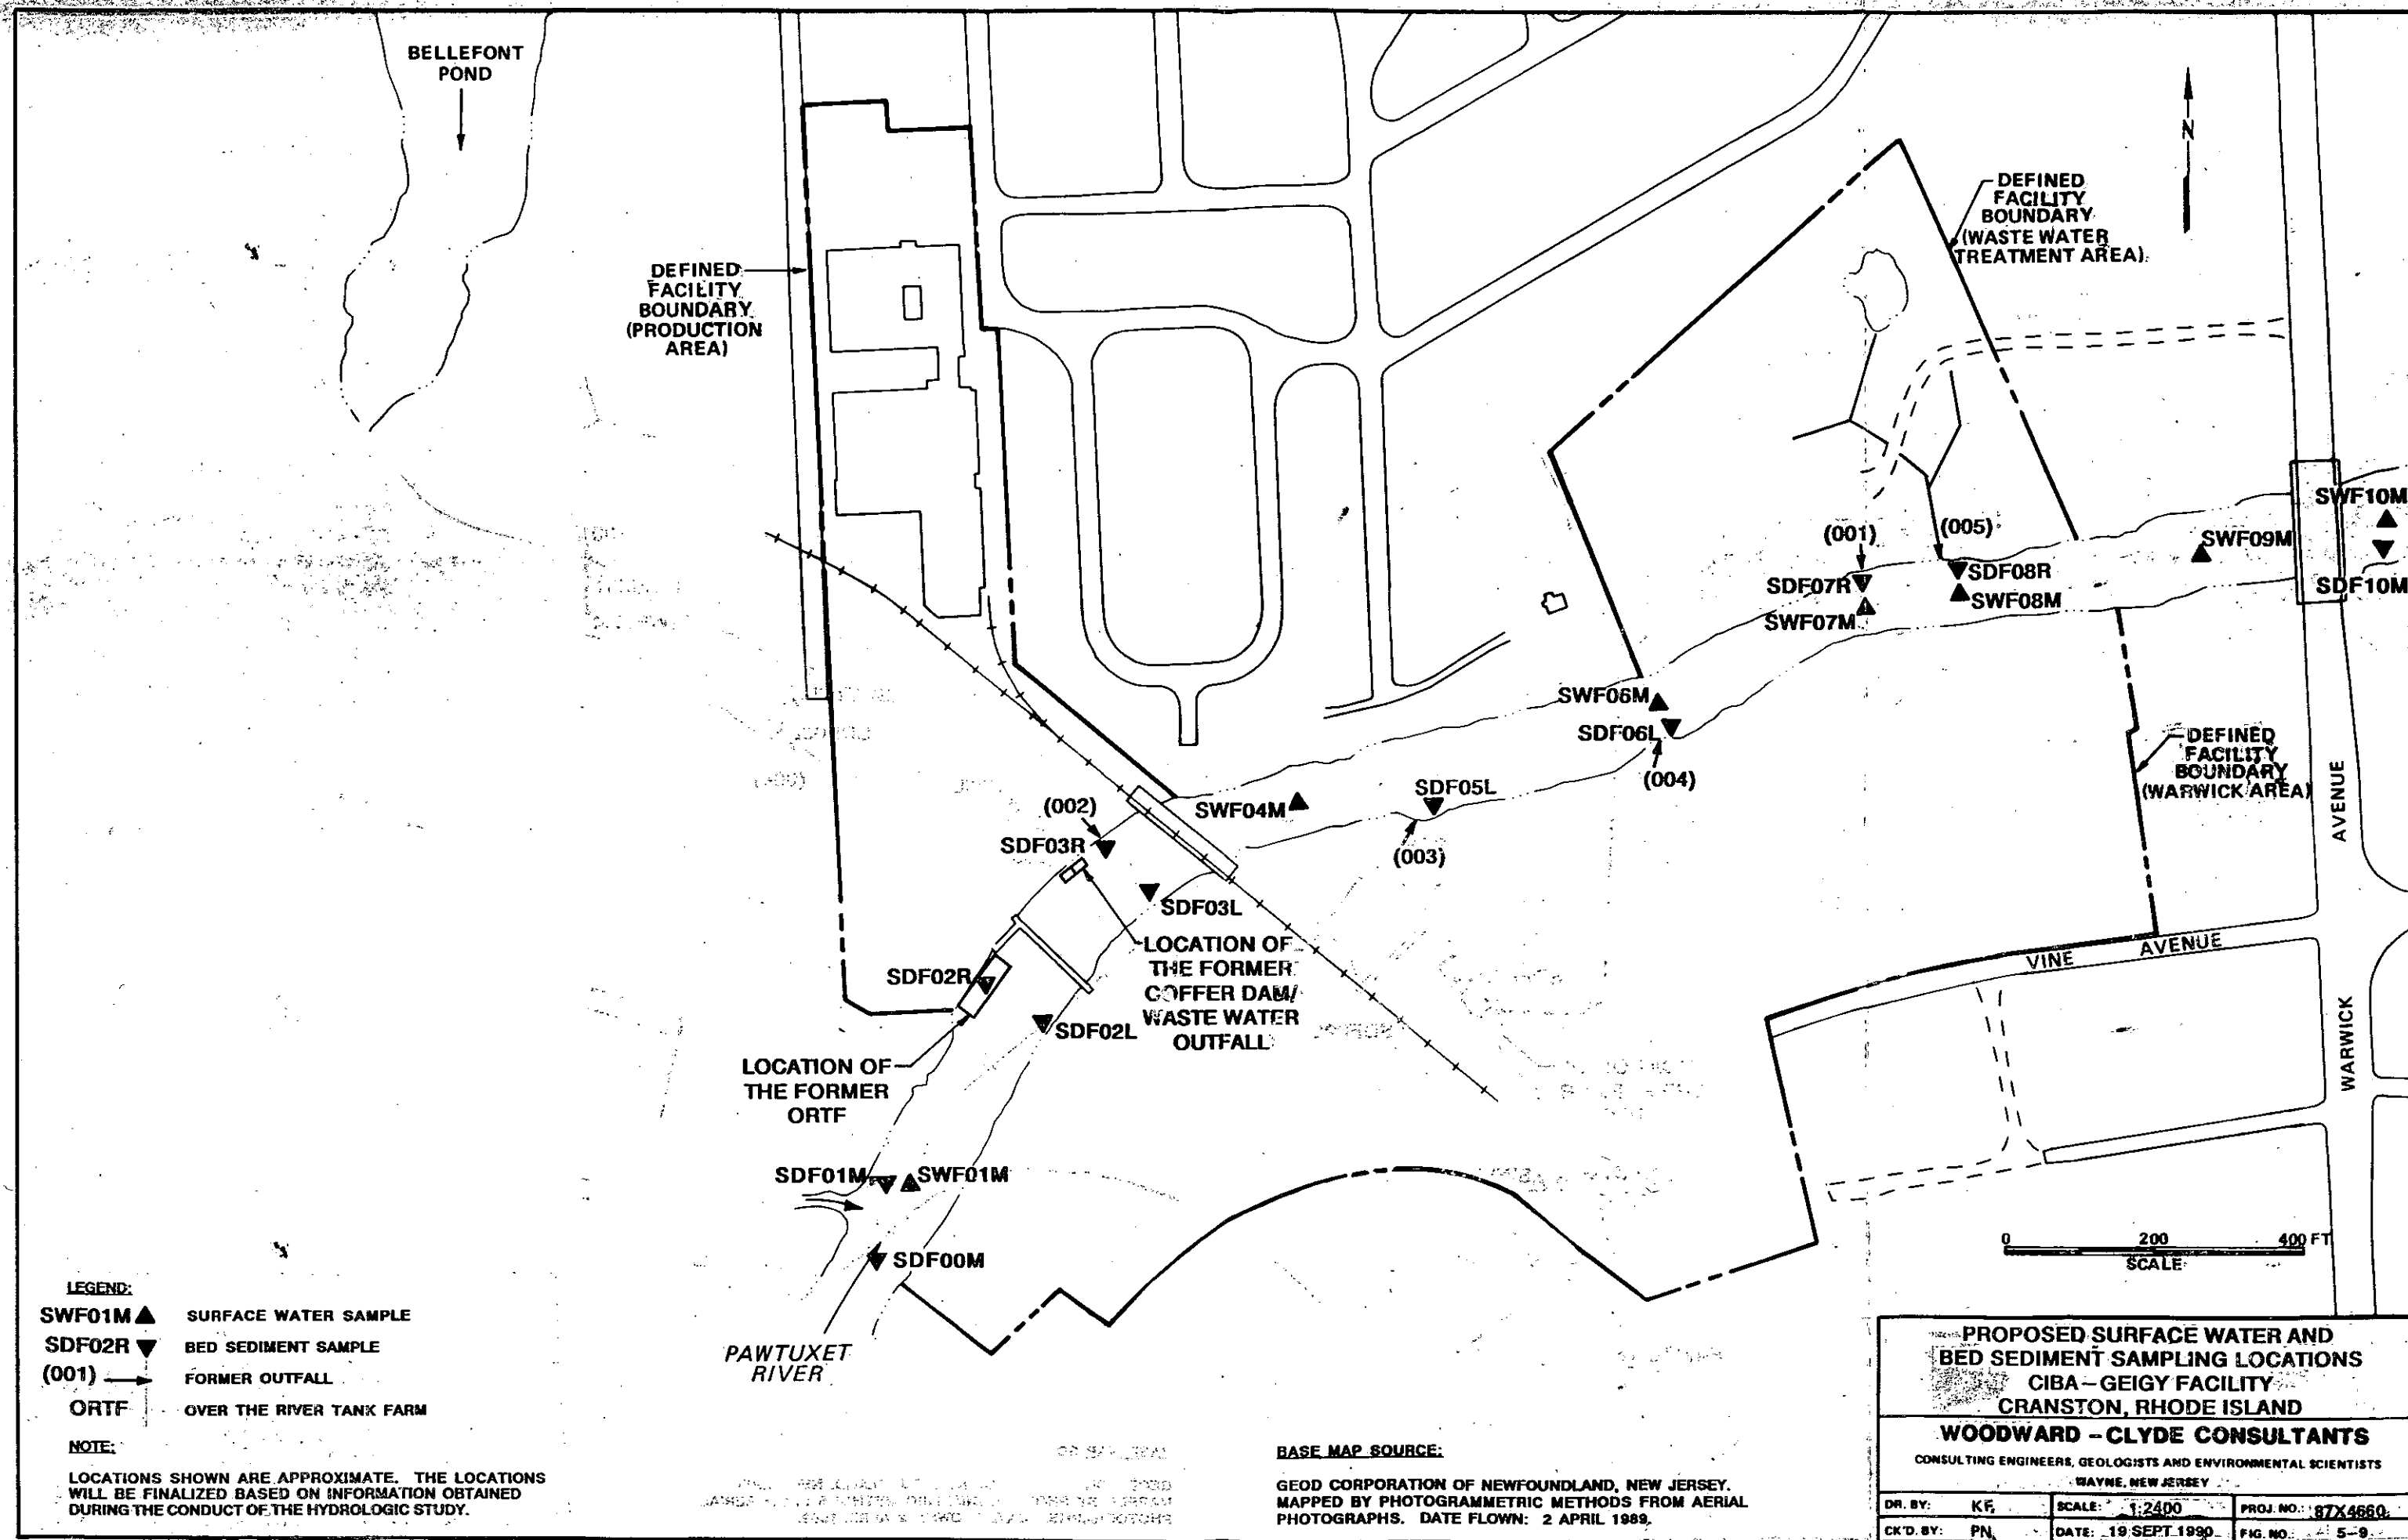 BELLEFONT
POND
DEFINED
FACILITY
BOUNDARY
(PRODUCTION
AREA)
N
DEFINED
FACILITY
BOUNDARY
(WASTE WATER
TREATMENT AREA)
SWF10M
SWF09M
SDF10M
(001)
(005)
SDF07R
SDF08R
SWF08M
SWF07M
SWF06M
SDF06L
(004)
DEFINED
FACILITY
BOUNDARY
(WARWICK AREA)
AVENUE
WARWICK
SWF04M
SDF05L
(003)
(002)
SDF03R
SDF03L
LOCATION OF
THE FORMER
COFFER DAM/
WASTE WATER
OUTFALL
SDF02R
SDF02L
VINE AVENUE
LOCATION OF
THE FORMER
ORTF
SDF01M
SWF01M
SDF00M
PAWTUXET
RIVER
0 200 400 FT
SCALE
LEGEND:
SWF01M ▲ SURFACE WATER SAMPLE
SDF02R ▼ BED SEDIMENT SAMPLE
(001) → FORMER OUTFALL
ORTF OVER THE RIVER TANK FARM
NOTE:
LOCATIONS SHOWN ARE APPROXIMATE. THE LOCATIONS
WILL BE FINALIZED BASED ON INFORMATION OBTAINED
DURING THE CONDUCT OF THE HYDROLOGIC STUDY.
BASE MAP SOURCE:
GEOD CORPORATION OF NEWFOUNDLAND, NEW JERSEY.
MAPPED BY PHOTOGRAMMETRIC METHODS FROM AERIAL
PHOTOGRAPHS. DATE FLOWN: 2 APRIL 1989.
PROPOSED SURFACE WATER AND
BED SEDIMENT SAMPLING LOCATIONS
CIBA-GEIGY FACILITY
CRANSTON, RHODE ISLAND
WOODWARD-CLYDE CONSULTANTS
CONSULTING ENGINEERS, GEOLOGISTS AND ENVIRONMENTAL SCIENTISTS
WAYNE, NEW JERSEY
DR. BY: KF SCALE: 1:2400 PROJ. NO.: 87X4660
CK'D. BY: PN DATE: 19 SEPT 1990 FIG. NO.: 5-9